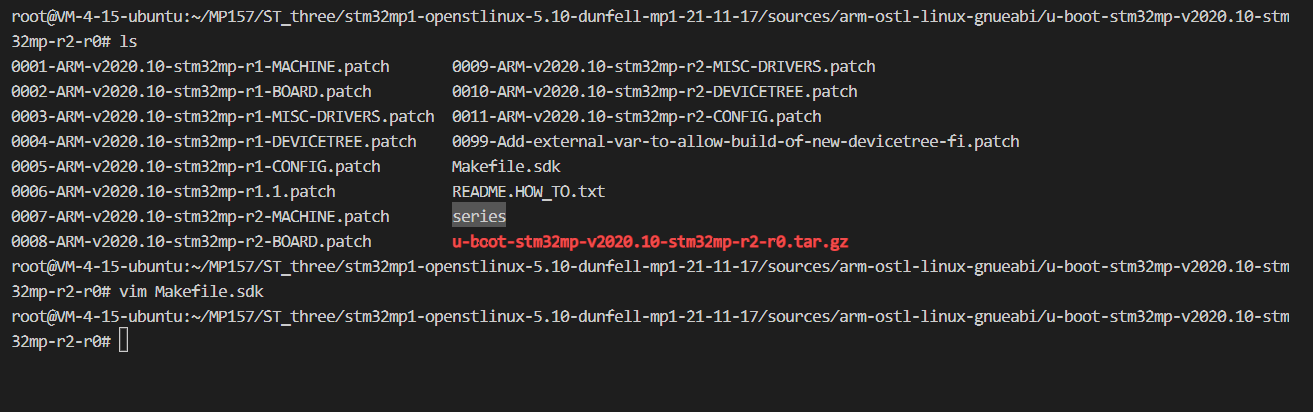 root@VM-4-15-ubuntu:~/MP157/ST_three/stm32mp1-openstlinux-5.10-dunfell-mp1-21-11-17/sources/arm-ostl-linux-gnueabi/u-boot-stm32mp-v2020.10-stm
32mp-r2-r0# ls
0001-ARM-v2020.10-stm32mp-r1-MACHINE.patch 0009-ARM-v2020.10-stm32mp-r2-MISC-DRIVERS.patch
0002-ARM-v2020.10-stm32mp-r1-BOARD.patch 0010-ARM-v2020.10-stm32mp-r2-DEVICETREE.patch
0003-ARM-v2020.10-stm32mp-r1-MISC-DRIVERS.patch 0011-ARM-v2020.10-stm32mp-r2-CONFIG.patch
0004-ARM-v2020.10-stm32mp-r1-DEVICETREE.patch 0099-Add-external-var-to-allow-build-of-new-devicetree-fi.patch
0005-ARM-v2020.10-stm32mp-r1-CONFIG.patch Makefile.sdk
0006-ARM-v2020.10-stm32mp-r1.1.patch README.HOW_TO.txt
0007-ARM-v2020.10-stm32mp-r2-MACHINE.patch series
0008-ARM-v2020.10-stm32mp-r2-BOARD.patch u-boot-stm32mp-v2020.10-stm32mp-r2-r0.tar.gz
root@VM-4-15-ubuntu:~/MP157/ST_three/stm32mp1-openstlinux-5.10-dunfell-mp1-21-11-17/sources/arm-ostl-linux-gnueabi/u-boot-stm32mp-v2020.10-stm
32mp-r2-r0# vim Makefile.sdk
root@VM-4-15-ubuntu:~/MP157/ST_three/stm32mp1-openstlinux-5.10-dunfell-mp1-21-11-17/sources/arm-ostl-linux-gnueabi/u-boot-stm32mp-v2020.10-stm
32mp-r2-r0#